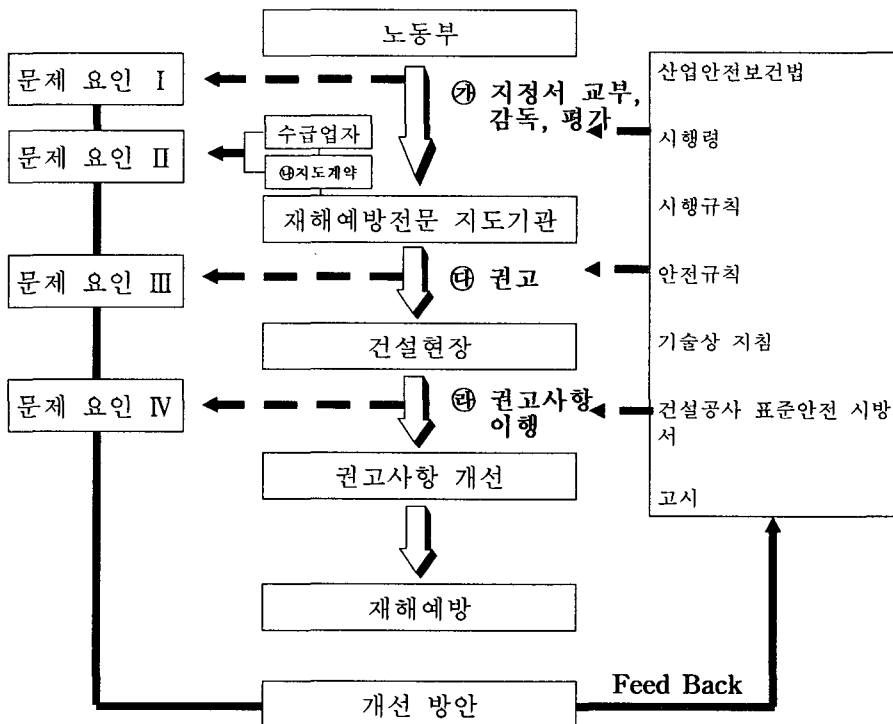 노동부
문제 요인 Ⅰ
㉮ 지정서 교부,
감독, 평가
수급업자
문제 요인 Ⅱ
㉯지도계약
재해예방전문 지도기관
문제 요인 Ⅲ
㉰ 권고
건설현장
문제 요인 Ⅳ
㉱ 권고사항
이행
권고사항 개선
재해예방
개선 방안
Feed Back
산업안전보건법
시행령
시행규칙
안전규칙
기술상 지침
건설공사 표준안전 시방
서
고시